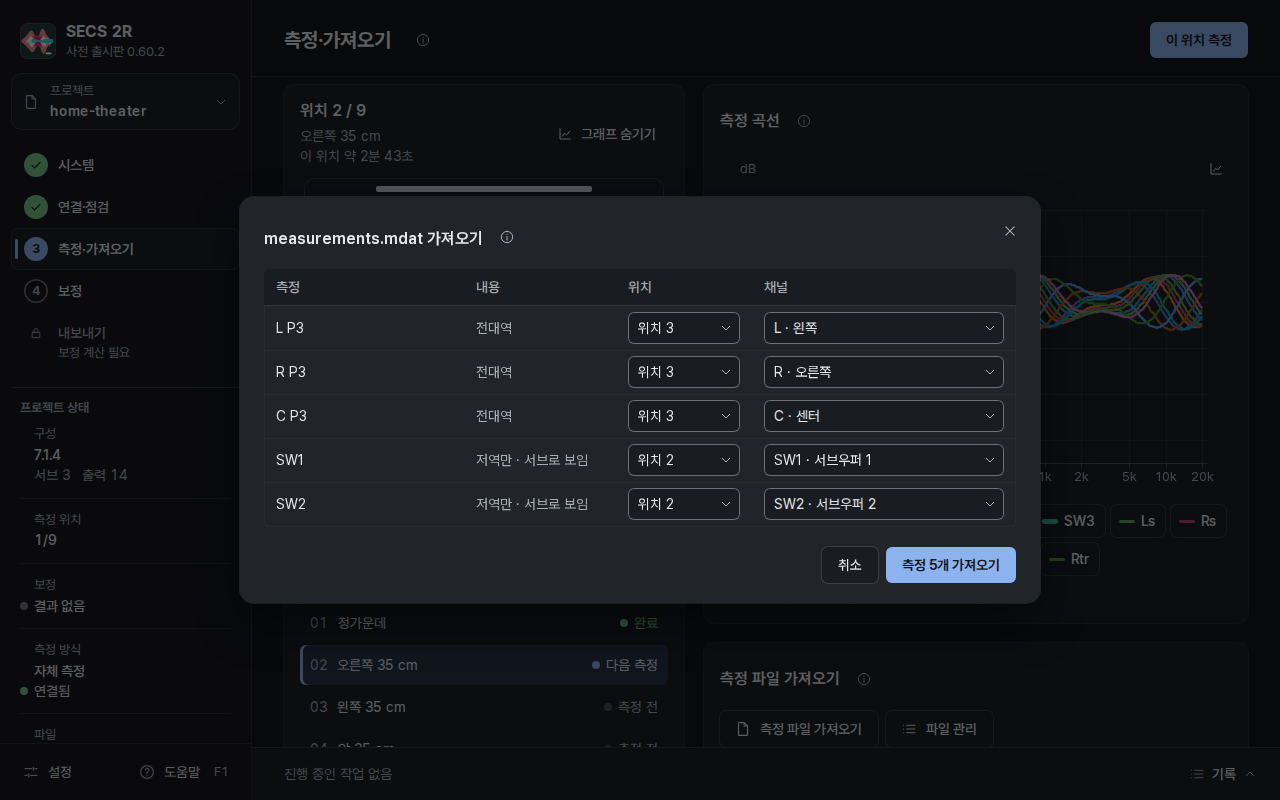 SECS 2R
사전 출시판 0.60.2
프로젝트
home-theater
시스템
연결·점검
3 측정·가져오기
4 보정
내보내기
보정 계산 필요
프로젝트 상태
구성
7.1.4
서브 3 출력 14
측정 위치
1/9
보정
결과 없음
측정 방식
자체 측정
연결됨
파일
설정
도움말 F1
측정·가져오기
이 위치 측정
위치 2 / 9
오른쪽 35 cm
이 위치 약 2분 43초
그래프 숨기기
측정 곡선
dB
measurements.mdat 가져오기
측정 내용 위치 채널
L P3 전대역 위치 3 L · 왼쪽
R P3 전대역 위치 3 R · 오른쪽
C P3 전대역 위치 3 C · 센터
SW1 저역만 · 서브로 보임 위치 2 SW1 · 서브우퍼 1
SW2 저역만 · 서브로 보임 위치 2 SW2 · 서브우퍼 2
취소
측정 5개 가져오기
1k 2k 5k 10k 20k
SW3 Ls Rs
Rtr
01 정가운데 완료
02 오른쪽 35 cm 다음 측정
03 왼쪽 35 cm 측정 전
측정 파일 가져오기
측정 파일 가져오기 파일 관리
진행 중인 작업 없음
기록